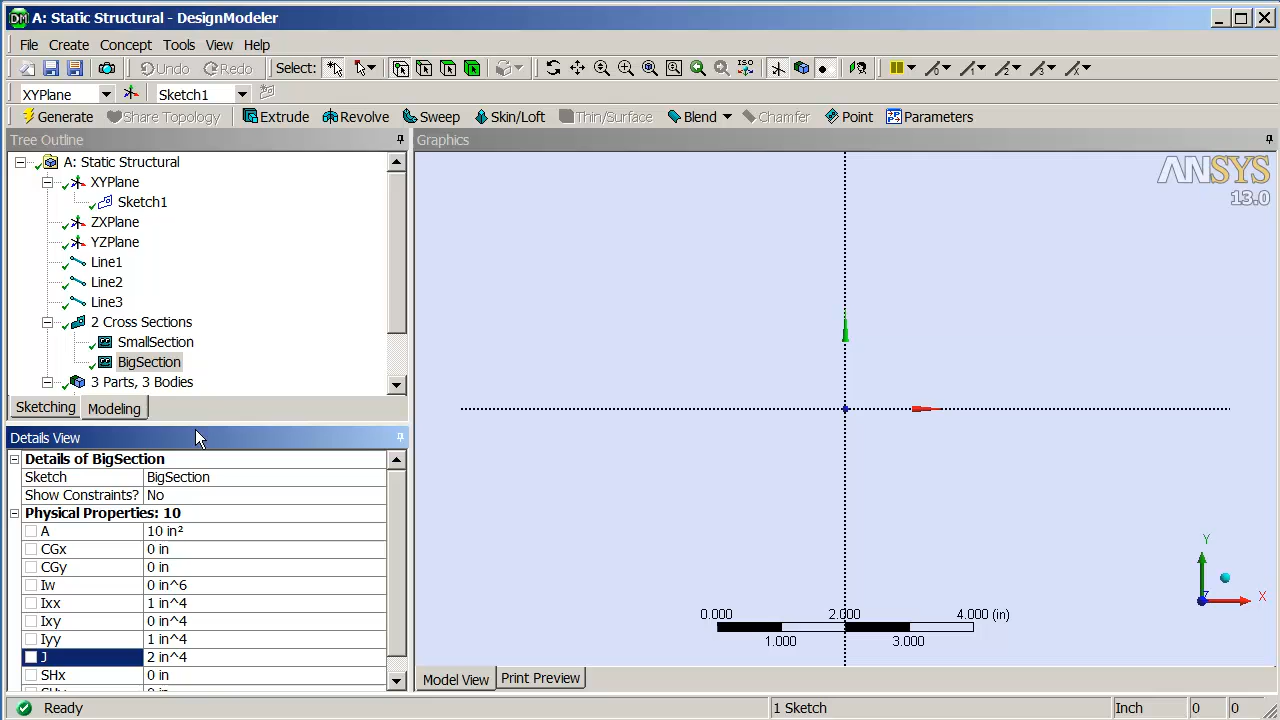 A: Static Structural - DesignModeler
File Create Concept Tools View Help
Undo Redo Select: ISO
XYPlane Sketch1
Generate Share Topology Extrude Revolve Sweep Skin/Loft Thin/Surface Blend Chamfer Point Parameters
Tree Outline
Graphics
A: Static Structural
XYPlane
Sketch1
ZXPlane
YZPlane
Line1
Line2
Line3
2 Cross Sections
SmallSection
BigSection
3 Parts, 3 Bodies
Sketching Modeling
ANSYS
13.0
Details View
Details of BigSection
Sketch BigSection
Show Constraints? No
Physical Properties: 10
A 10 in²
CGx 0 in
CGy 0 in
Iw 0 in^6
Ixx 1 in^4
Ixy 0 in^4
Iyy 1 in^4
J 2 in^4
SHx 0 in
Y
X
0.000 2.000 4.000 (in)
1.000 3.000
Model View Print Preview
Ready 1 Sketch Inch 0 0